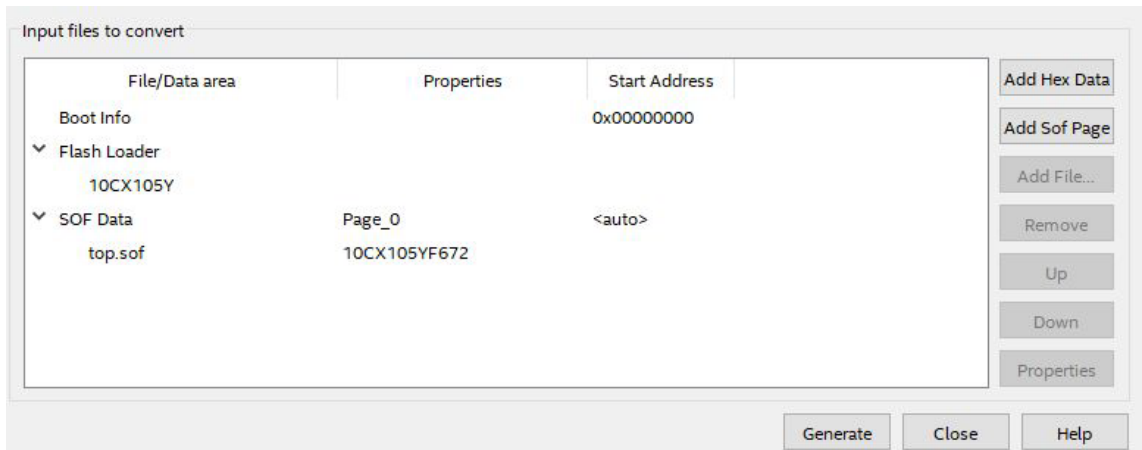 Input files to convert
File/Data area Properties Start Address
Boot Info 0x00000000
Flash Loader
10CX105Y
SOF Data Page_0 <auto>
top.sof 10CX105YF672
Add Hex Data
Add Sof Page
Add File...
Remove
Up
Down
Properties
Generate Close Help